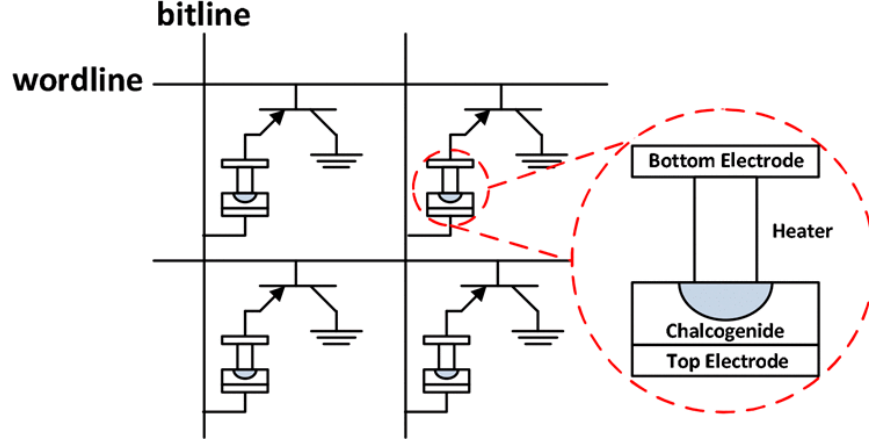 bitline
wordline
Bottom Electrode
Heater
Chalcogenide
Top Electrode